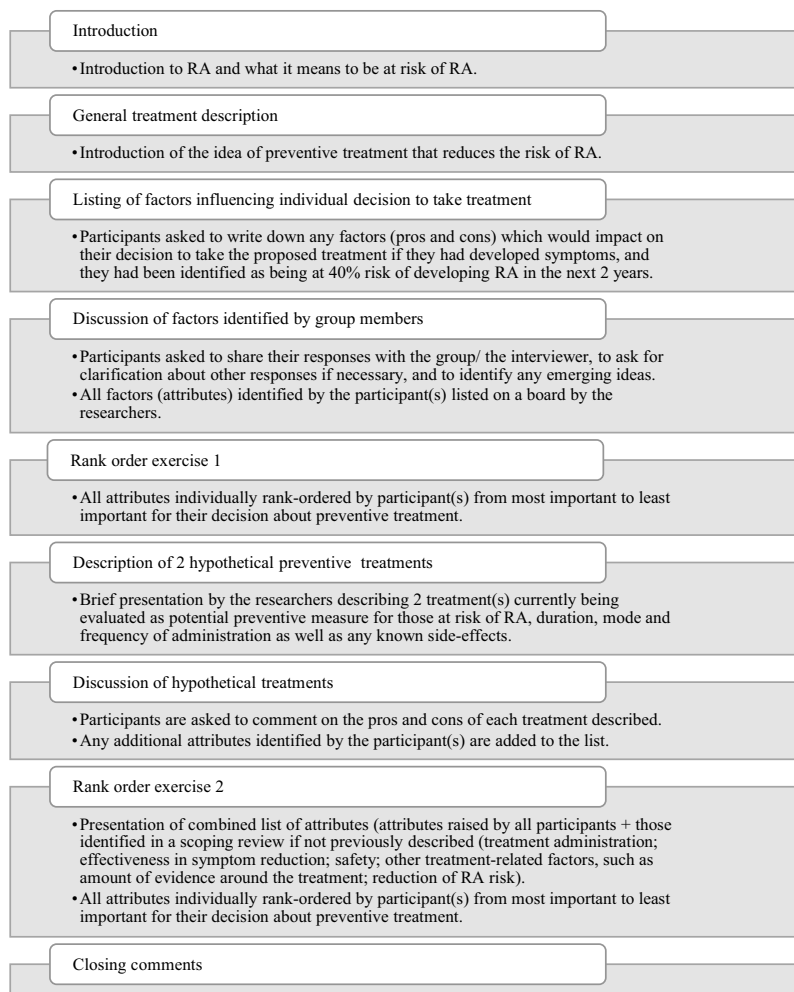 Introduction
•Introduction to RA and what it means to be at risk of RA.
General treatment description
•Introduction of the idea of preventive treatment that reduces the risk of RA.
Listing of factors influencing individual decision to take treatment
•Participants asked to write down any factors (pros and cons) which would impact on
their decision to take the proposed treatment if they had developed symptoms, and
they had been identified as being at 40% risk of developing RA in the next 2 years.
Discussion of factors identified by group members
•Participants asked to share their responses with the group/ the interviewer, to ask for
clarification about other responses if necessary, and to identify any emerging ideas.
•All factors (attributes) identified by the participant(s) listed on a board by the
researchers.
Rank order exercise 1
•All attributes individually rank-ordered by participant(s) from most important to least
important for their decision about preventive treatment.
Description of 2 hypothetical preventive treatments
•Brief presentation by the researchers describing 2 treatment(s) currently being
evaluated as potential preventive measure for those at risk of RA, duration, mode and
frequency of administration as well as any known side-effects.
Discussion of hypothetical treatments
•Participants are asked to comment on the pros and cons of each treatment described.
•Any additional attributes identified by the participant(s) are added to the list.
Rank order exercise 2
•Presentation of combined list of attributes (attributes raised by all participants + those
identified in a scoping review if not previously described (treatment administration;
effectiveness in symptom reduction; safety; other treatment-related factors, such as
amount of evidence around the treatment; reduction of RA risk).
•All attributes individually rank-ordered by participant(s) from most important to least
important for their decision about preventive treatment.
Closing comments